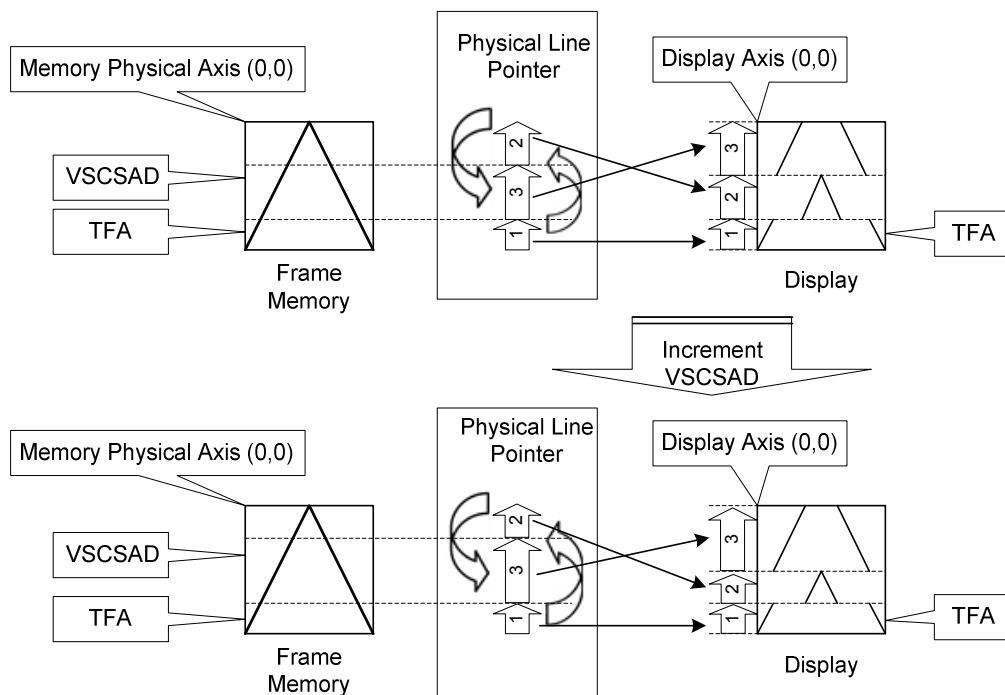 Physical Line
Pointer
Memory Physical Axis (0,0)
Display Axis (0,0)
VSCSAD
TFA
2
3
1
3
2
1
TFA
Frame
Memory
Display
Increment
VSCSAD
Physical Line
Pointer
Memory Physical Axis (0,0)
Display Axis (0,0)
VSCSAD
TFA
2
3
1
3
2
1
TFA
Frame
Memory
Display